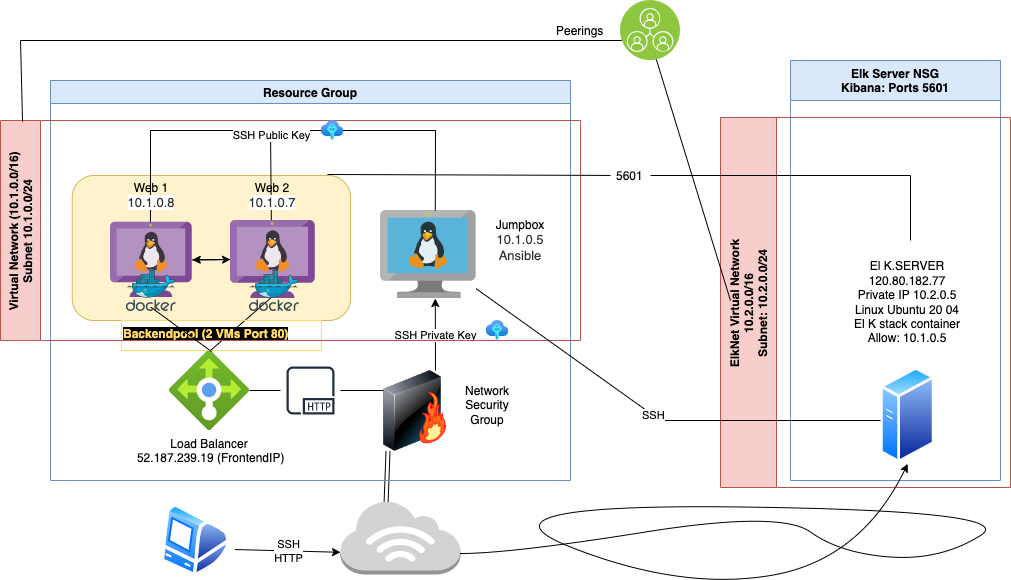 Peerings
Resource Group
Elk Server NSG
Kibana: Ports 5601
SSH Public Key
Virtual Network (10.1.0.0/16)
Subnet 10.1.0.0/24
Web 1
10.1.0.8
Web 2
10.1.0.7
5601
Jumpbox
10.1.0.5
Ansible
docker
docker
Backendpool (2 VMs Port 80)
SSH Private Key
ElkNet Virtual Network
10.2.0.0/16
Subnet: 10.2.0.0/24
El K.SERVER
120.80.182.77
Private IP 10.2.0.5
Linux Ubuntu 20 04
El K stack container
Allow: 10.1.0.5
HTTP
Network
Security
Group
SSH
Load Balancer
52.187.239.19 (FrontendIP)
SSH
HTTP